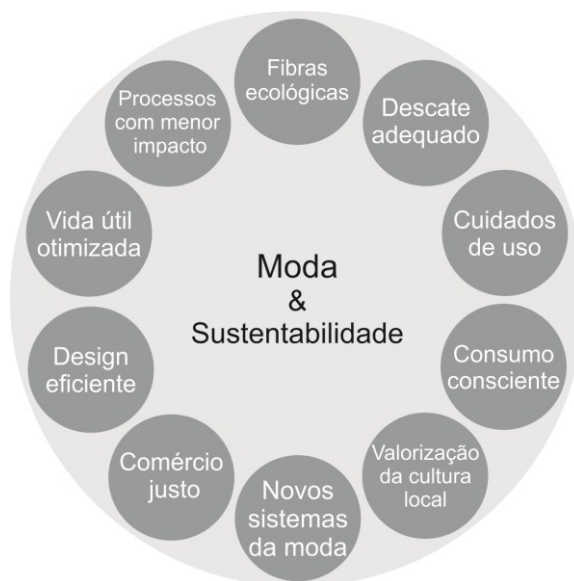 Fibras
ecológicas
Descate
adequado
Cuidados
de uso
Consumo
consciente
Valorização
da cultura
local
Novos
sistemas
da moda
Comércio
justo
Design
eficiente
Vida útil
otimizada
Processos
com menor
impacto
Moda
&
Sustentabilidade